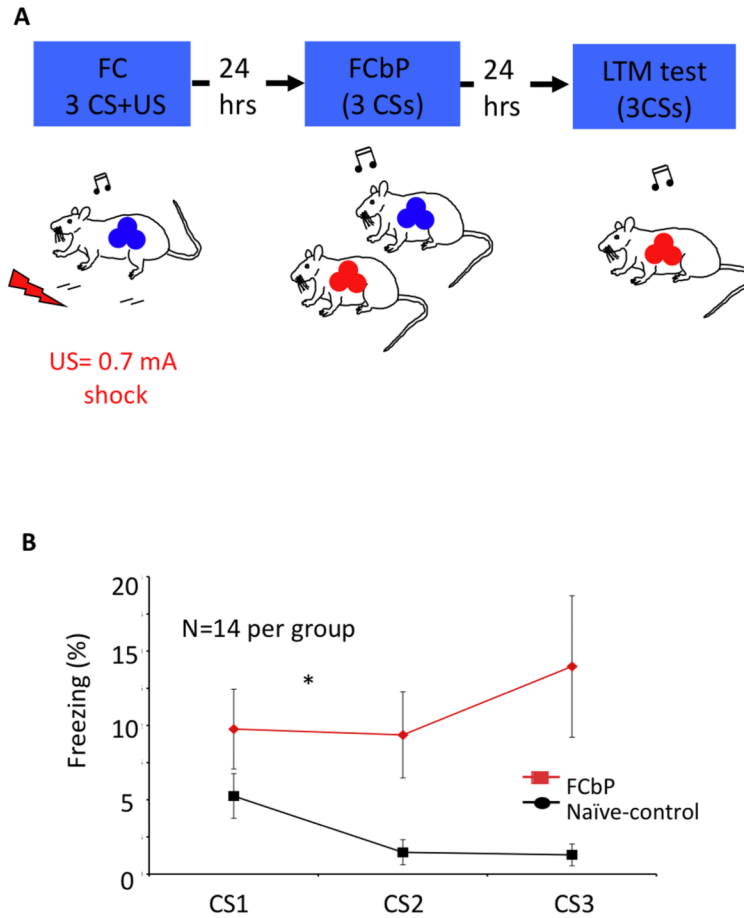 A
FC
3 CS+US
24
hrs
FCbP
(3 CSs)
24
hrs
LTM test
(3CSs)
US= 0.7 mA
shock
B
Freezing (%)
20
15
10
5
0
N=14 per group
*
FCbP
Naïve-control
CS1 CS2 CS3